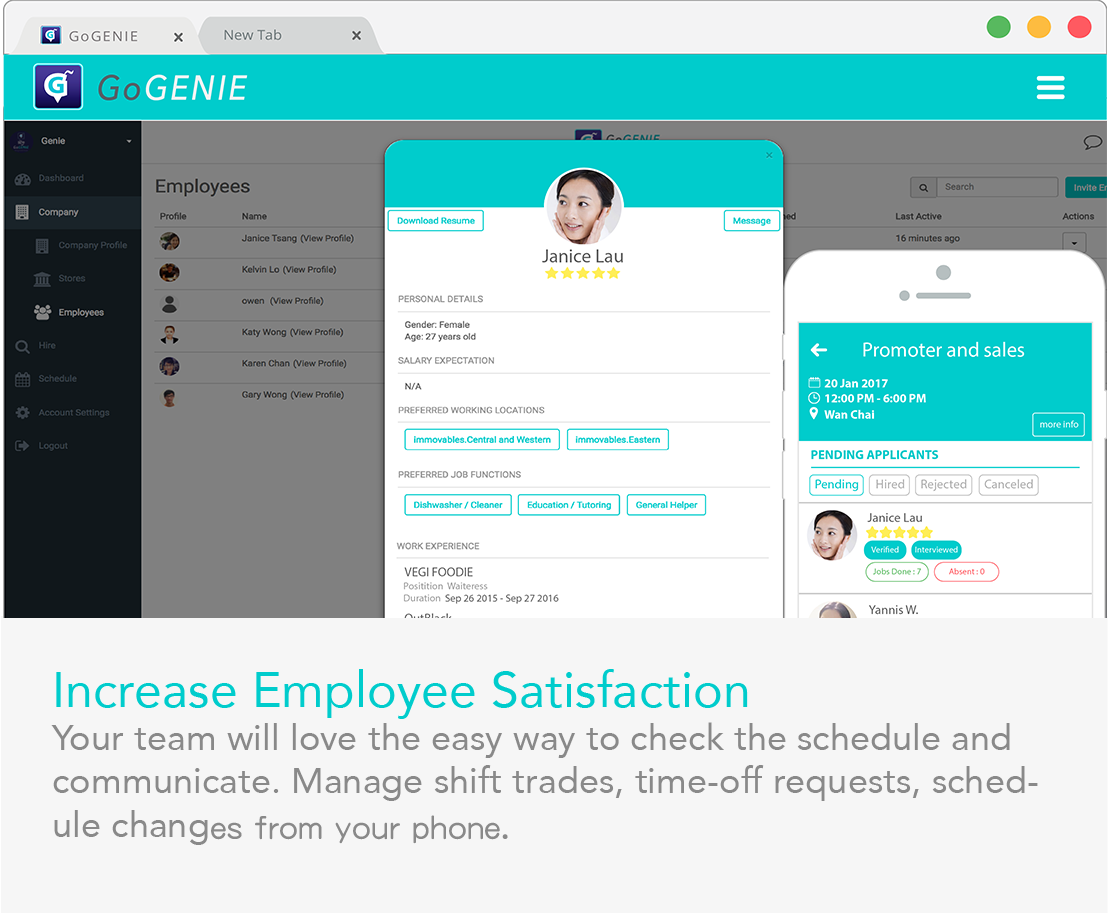 GoGENIE
New Tab
GoGENIE
Genie
GoGENIE
Dashboard
Company
Company Profile
Stores
Employees
Hire
Schedule
Account Settings
Logout
Employees
Search
Profile
Name
Last Active
Actions
Janice Tsang (View Profile)
16 minutes ago
Kelvin Lo (View Profile)
owen (View Profile)
Katy Wong (View Profile)
Karen Chan (View Profile)
Gary Wong (View Profile)
Download Resume
Message
Janice Lau
PERSONAL DETAILS
Gender: Female
Age: 27 years old
SALARY EXPECTATION
N/A
PREFERRED WORKING LOCATIONS
immovables.Central and Western
immovables.Eastern
PREFERRED JOB FUNCTIONS
Dishwasher / Cleaner
Education / Tutoring
General Helper
WORK EXPERIENCE
VEGI FOODIE
Positition Waiteress
Duration Sep 26 2015 - Sep 27 2016
OutBlack
Promoter and sales
20 Jan 2017
12:00 PM - 6:00 PM
Wan Chai
more info
PENDING APPLICANTS
Pending
Hired
Rejected
Canceled
Janice Lau
Verified
Interviewed
Jobs Done : 7
Absent : 0
Yannis W.
Increase Employee Satisfaction
Your team will love the easy way to check the schedule and
communicate. Manage shift trades, time-off requests, sched-
ule changes from your phone.